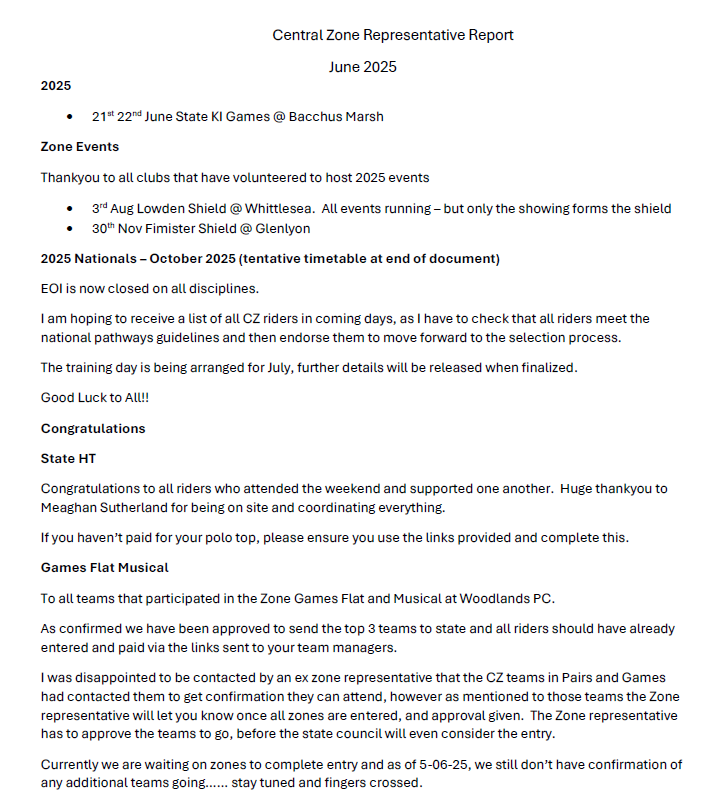 Central Zone Representative Report
June 2025
2025
• 21st 22nd June State KI Games @ Bacchus Marsh
Zone Events
Thankyou to all clubs that have volunteered to host 2025 events
• 3rd Aug Lowden Shield @ Whittlesea.  All events running – but only the showing forms the shield
• 30th Nov Fimister Shield @ Glenlyon
2025 Nationals – October 2025 (tentative timetable at end of document)
EOI is now closed on all disciplines.
I am hoping to receive a list of all CZ riders in coming days, as I have to check that all riders meet the
national pathways guidelines and then endorse them to move forward to the selection process.
The training day is being arranged for July, further details will be released when finalized.
Good Luck to All!!
Congratulations
State HT
Congratulations to all riders who attended the weekend and supported one another.  Huge thankyou to
Meaghan Sutherland for being on site and coordinating everything.
If you haven't paid for your polo top, please ensure you use the links provided and complete this.
Games Flat Musical
To all teams that participated in the Zone Games Flat and Musical at Woodlands PC.
As confirmed we have been approved to send the top 3 teams to state and all riders should have already
entered and paid via the links sent to your team managers.
I was disappointed to be contacted by an ex zone representative that the CZ teams in Pairs and Games
had contacted them to get confirmation they can attend, however as mentioned to those teams the Zone
representative will let you know once all zones are entered, and approval given.  The Zone representative
has to approve the teams to go, before the state council will even consider the entry.
Currently we are waiting on zones to complete entry and as of 5-06-25, we still don't have confirmation of
any additional teams going…… stay tuned and fingers crossed.